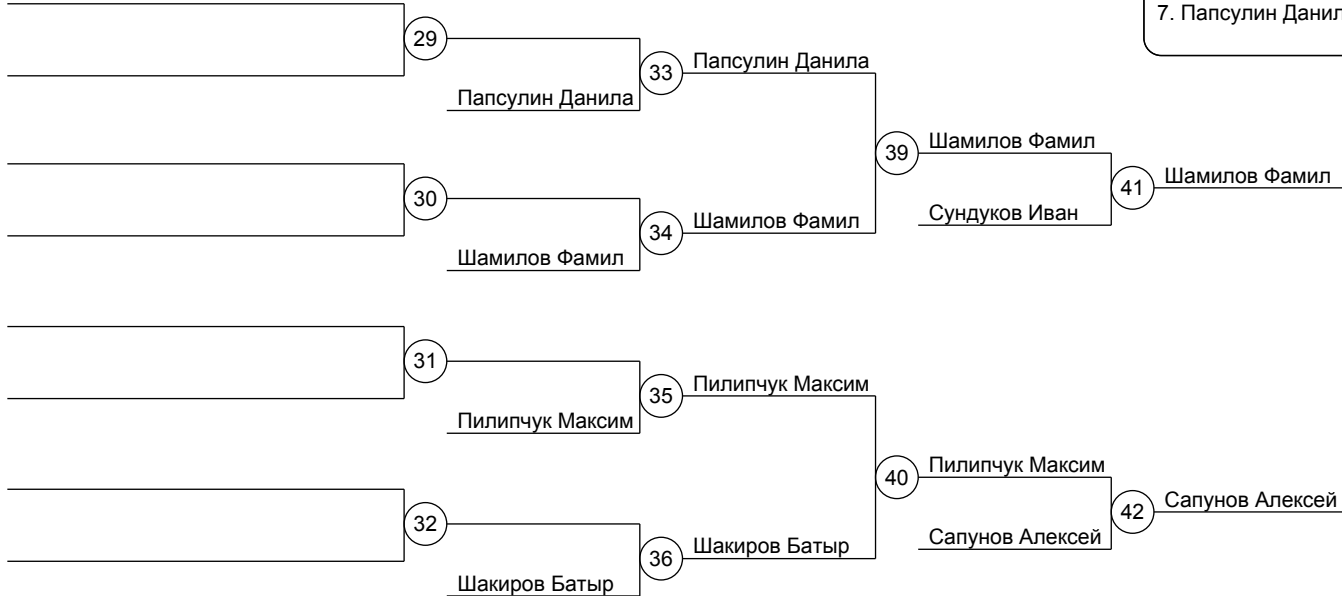 7. Папсулин Данил
29
33
Папсулин Данила
Папсулин Данила
39
Шамилов Фамил
30
41
Шамилов Фамил
34
Шамилов Фамил
Сундуков Иван
Шамилов Фамил
31
35
Пилипчук Максим
Пилипчук Максим
40
Пилипчук Максим
32
42
Сапунов Алексей
36
Шакиров Батыр
Сапунов Алексей
Шакиров Батыр